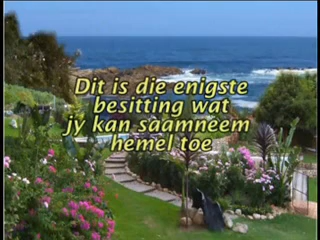 Dit is die enigste
besitting wat
jy kan saamneem
hemel toe